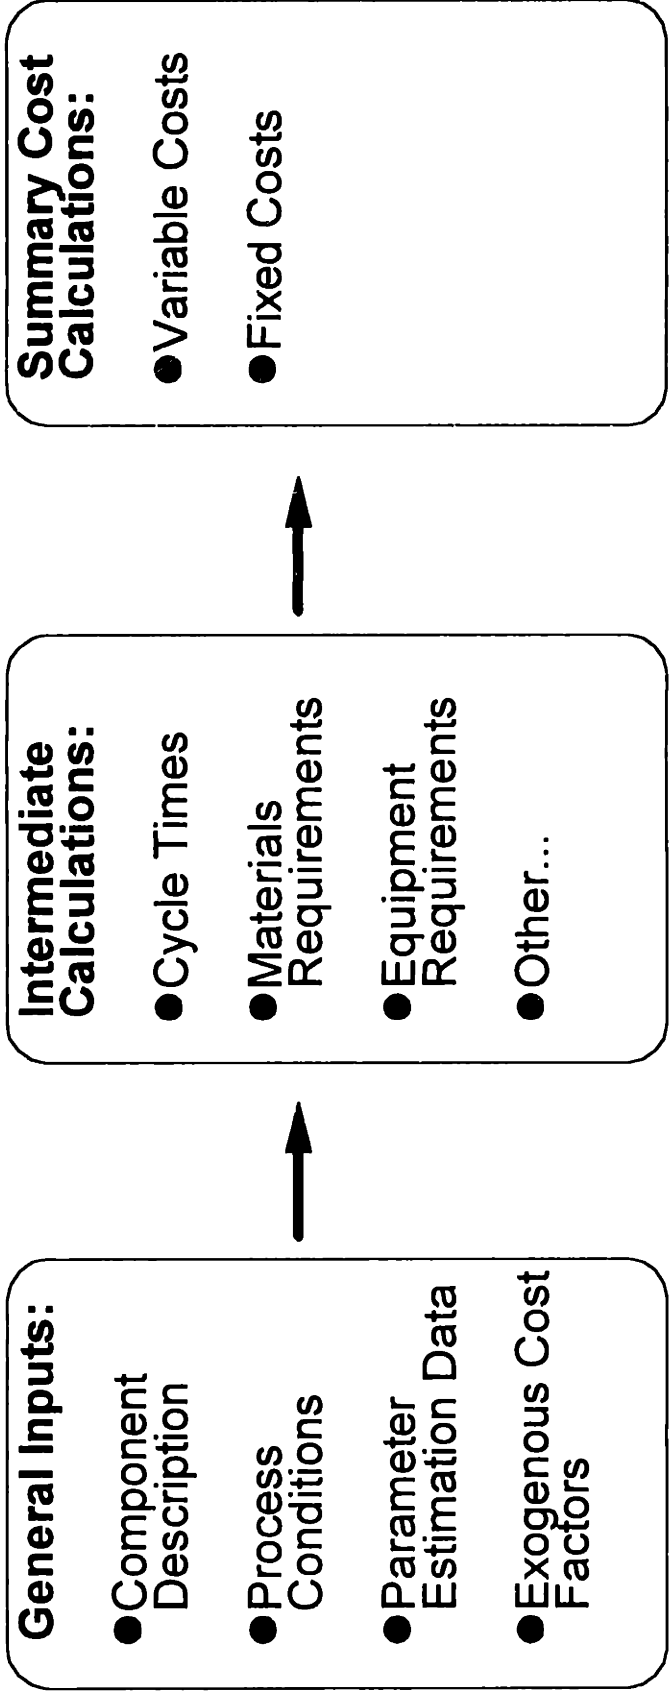 General Inputs:
●Component
Description
●Process
Conditions
●Parameter
Estimation Data
●Exogenous Cost
Factors
Intermediate
Calculations:
●Cycle Times
●Materials
Requirements
●Equipment
Requirements
●Other...
Summary Cost
Calculations:
●Variable Costs
●Fixed Costs